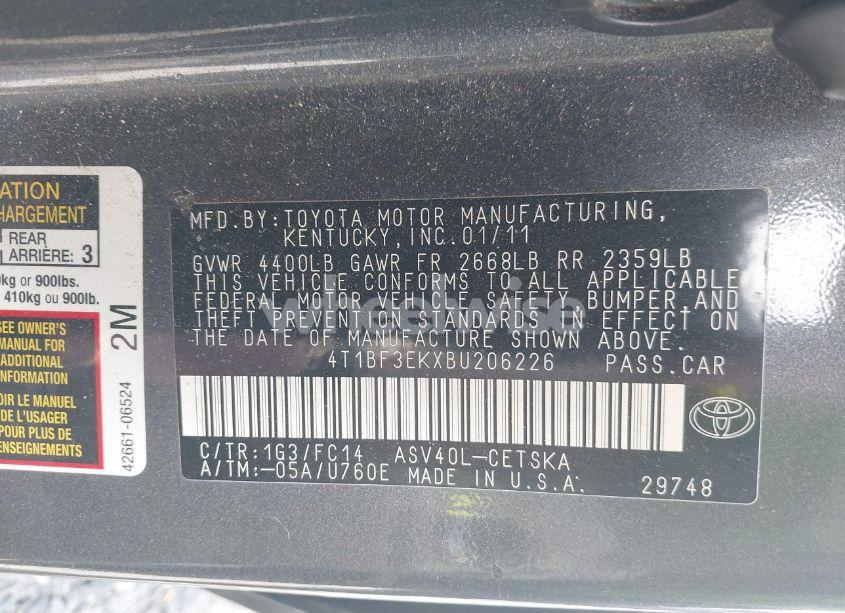 ATION
CHARGEMENT
REAR
ARRIÈRE: 3
kg or 900lbs.
410kg ou 900lb.
SEE OWNER'S
MANUAL FOR
ADDITIONAL
INFORMATION
OIR LE MANUEL
DE L'USAGER
POUR PLUS DE
ENSEIGNEMENTS
2M
42661-06524
MFD.BY:TOYOTA MOTOR MANUFACTURING,
KENTUCKY,INC.01/11
GVWR 4400LB GAWR FR 2668LB RR 2359LB
THIS VEHICLE CONFORMS TO ALL APPLICABLE
FEDERAL MOTOR VEHICLE SAFETY,BUMPER,AND
THEFT PREVENTION STANDARDS IN EFFECT ON
THE DATE OF MANUFACTURE SHOWN ABOVE.
4T1BF3EKXBU206226 PASS.CAR
C/TR:1G3/FC14 ASV40L-CETSKA
A/TM:-05A/U760E MADE IN U.S.A. 29748